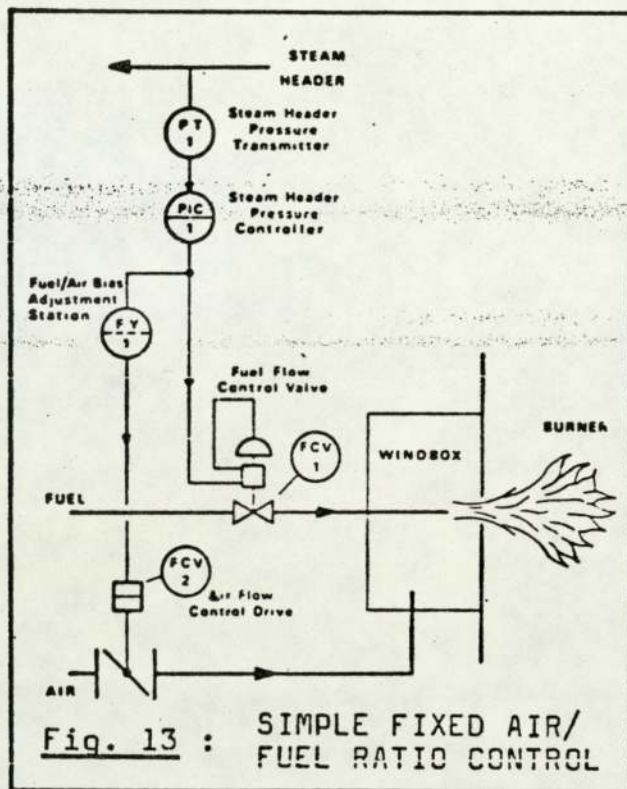 STEAM
HEADER
PT
1
Steam Header
Pressure
Transmitter
PIC
1
Steam Header
Pressure
Controller
Fuel/Air Bias
Adjustment
Station
FY
1
Fuel Flow
Control Valve
FCV
1
WINDBOX
BURNER
FUEL
FCV
2
Air Flow
Control Drive
AIR
Fig. 13 : SIMPLE FIXED AIR/
FUEL RATIO CONTROL